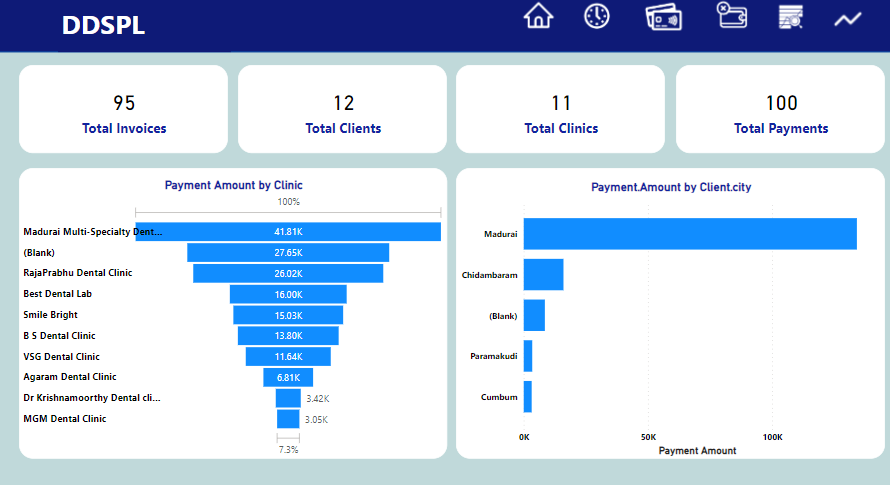 DDSPL
95
Total Invoices
12
Total Clients
11
Total Clinics
100
Total Payments
Payment Amount by Clinic
100%
Madurai Multi-Specialty Dent...
41.81K
(Blank)
27.65K
RajaPrabhu Dental Clinic
26.02K
Best Dental Lab
16.00K
Smile Bright
15.03K
B S Dental Clinic
13.80K
VSG Dental Clinic
11.64K
Agaram Dental Clinic
6.81K
Dr Krishnamoorthy Dental cli...
3.42K
MGM Dental Clinic
3.05K
7.3%
Payment.Amount by Client.city
Madurai
Chidambaram
(Blank)
Paramakudi
Cumbum
0K
50K
100K
Payment Amount